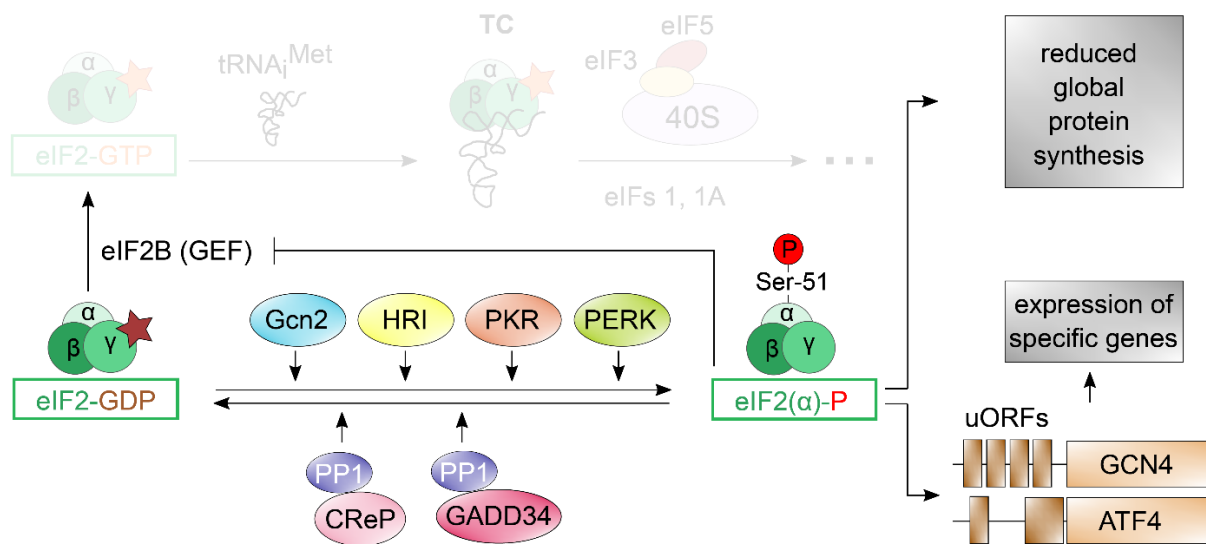 TC
eIF5
eIF3
40S
tRNAiMet
α
β
γ
eIF2-GTP
α
β
γ
eIFs 1, 1A
reduced
global
protein
synthesis
eIF2B (GEF)
P
Ser-51
α
β
γ
eIF2-GDP
Gcn2
HRI
PKR
PERK
α
β
γ
eIF2(α)-P
expression of
specific genes
PP1
CReP
PP1
GADD34
uORFs
GCN4
ATF4